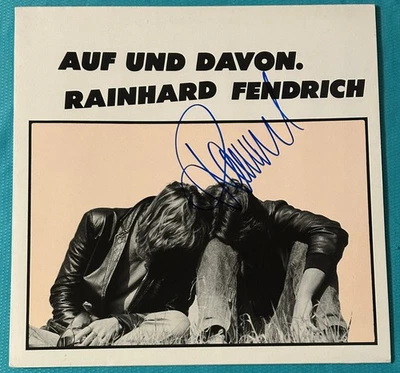 AUF UND DAVON.
RAINHARD FENDRICH